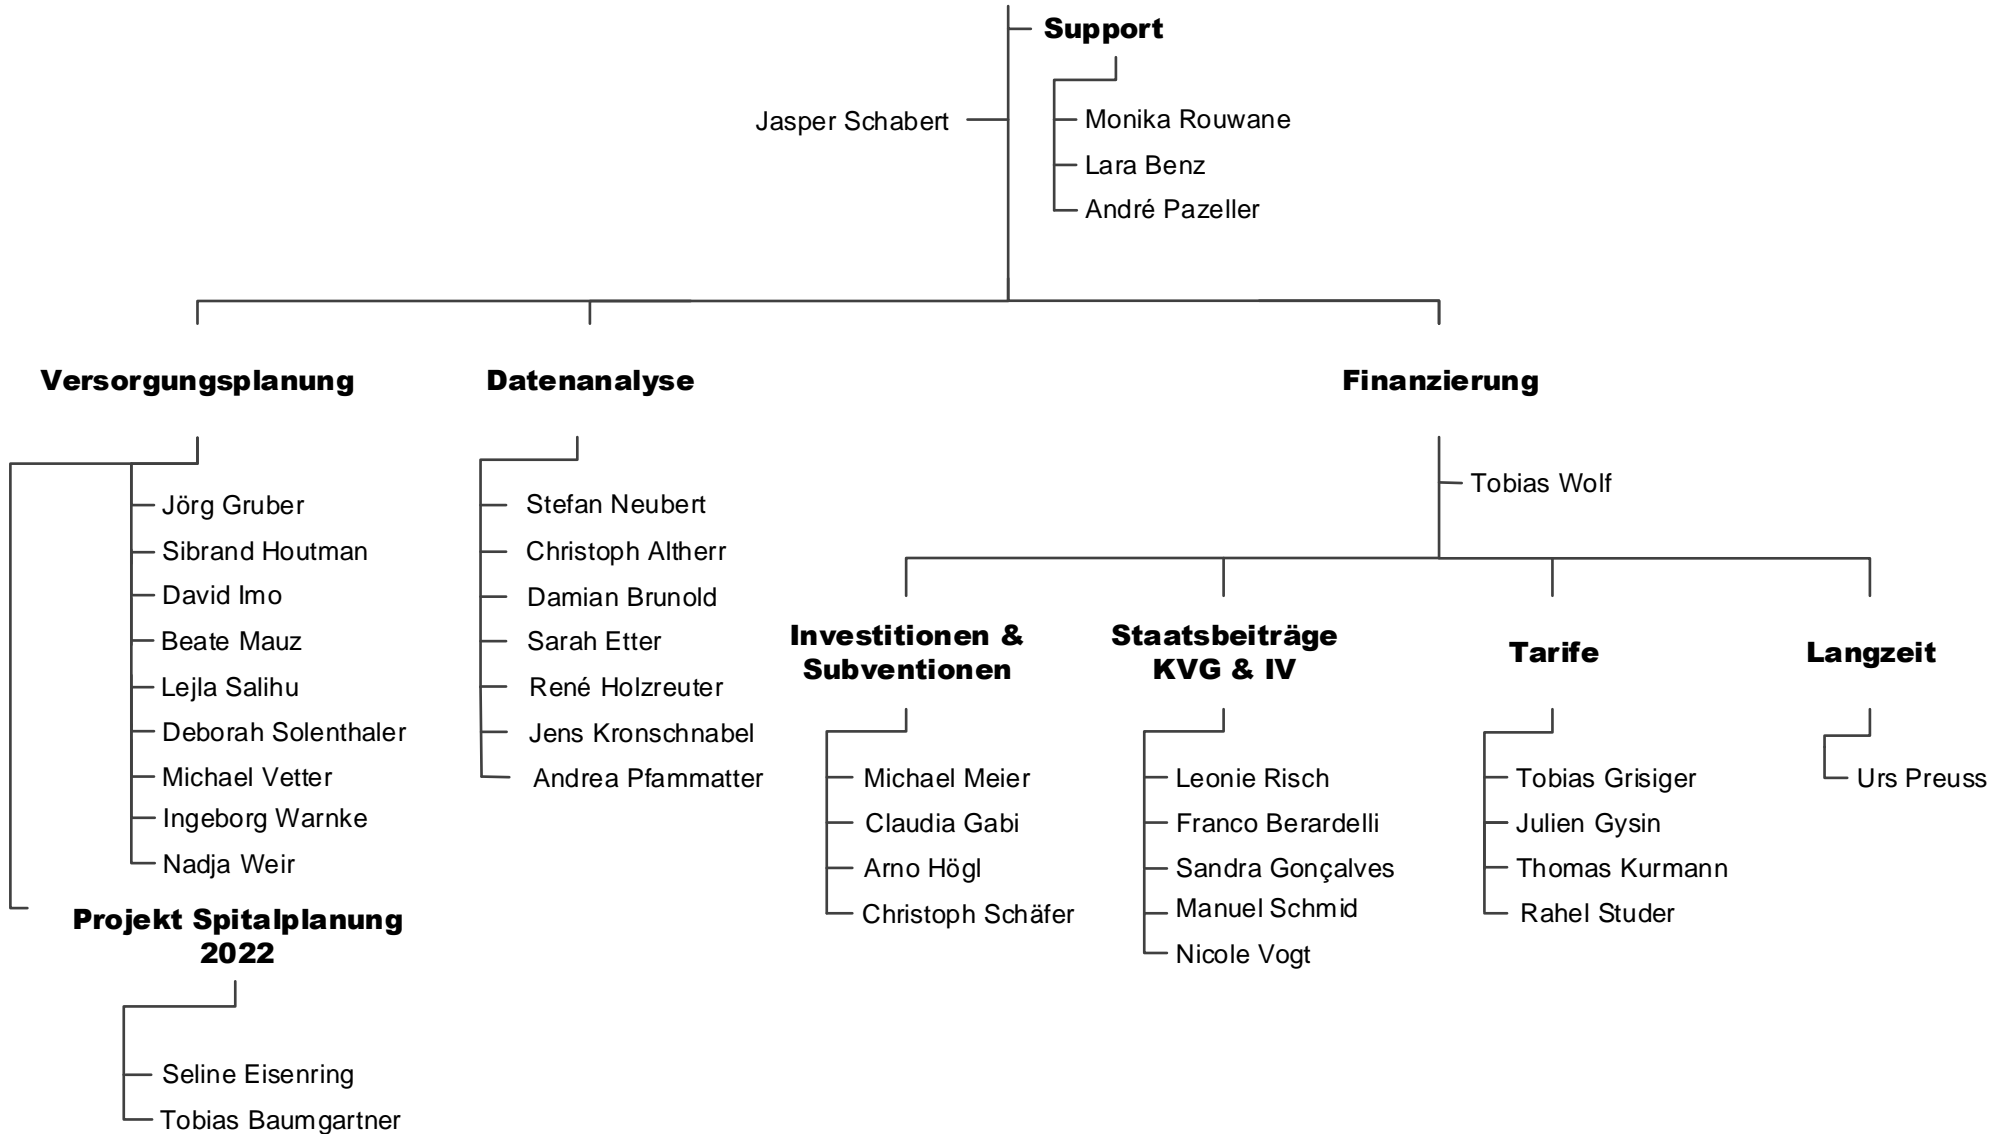 Support
Jasper Schabert
Monika Rouwane
Lara Benz
André Pazeller
Versorgungsplanung
Jörg Gruber
Sibrand Houtman
David Imo
Beate Mauz
Lejla Salihu
Deborah Solenthaler
Michael Vetter
Ingeborg Warnke
Nadja Weir
Projekt Spitalplanung
2022
Seline Eisenring
Tobias Baumgartner
Datenanalyse
Stefan Neubert
Christoph Altherr
Damian Brunold
Sarah Etter
René Holzreuter
Jens Kronschnabel
Andrea Pfammatter
Finanzierung
Tobias Wolf
Investitionen &
Subventionen
Michael Meier
Claudia Gabi
Arno Högl
Christoph Schäfer
Staatsbeiträge
KVG & IV
Leonie Risch
Franco Berardelli
Sandra Gonçalves
Manuel Schmid
Nicole Vogt
Tarife
Tobias Grisiger
Julien Gysin
Thomas Kurmann
Rahel Studer
Langzeit
Urs Preuss